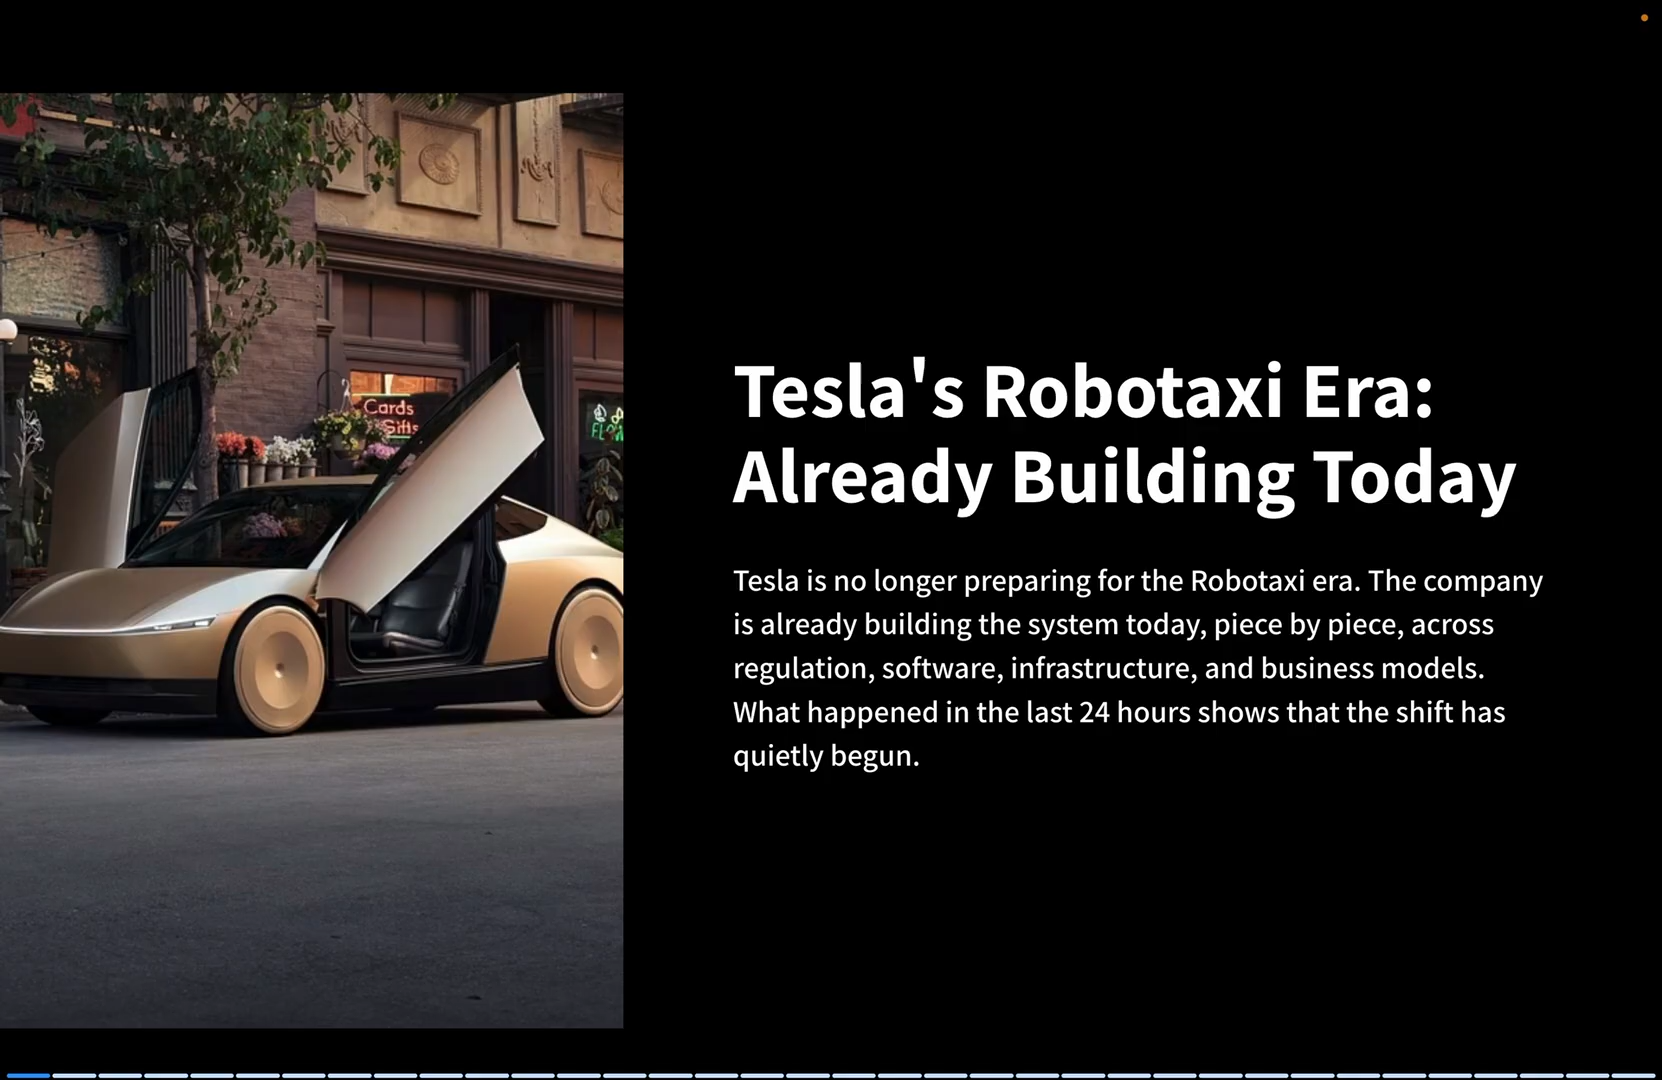 Cards
Gifts
Tesla's Robotaxi Era:
Already Building Today
Tesla is no longer preparing for the Robotaxi era. The company
is already building the system today, piece by piece, across
regulation, software, infrastructure, and business models.
What happened in the last 24 hours shows that the shift has
quietly begun.